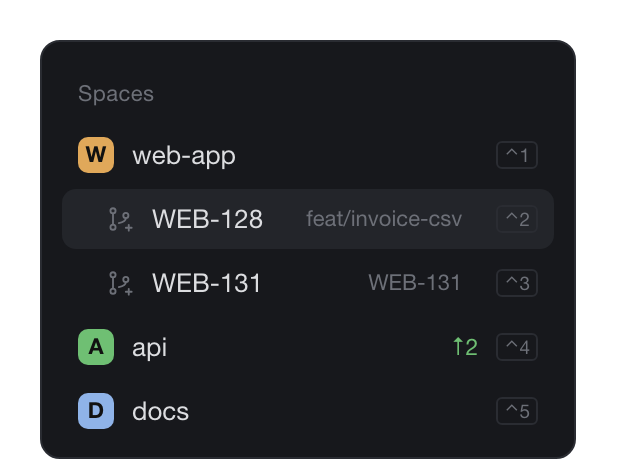 Spaces
W web-app ^1
WEB-128 feat/invoice-csv ^2
WEB-131 WEB-131 ^3
A api ↑2 ^4
D docs ^5